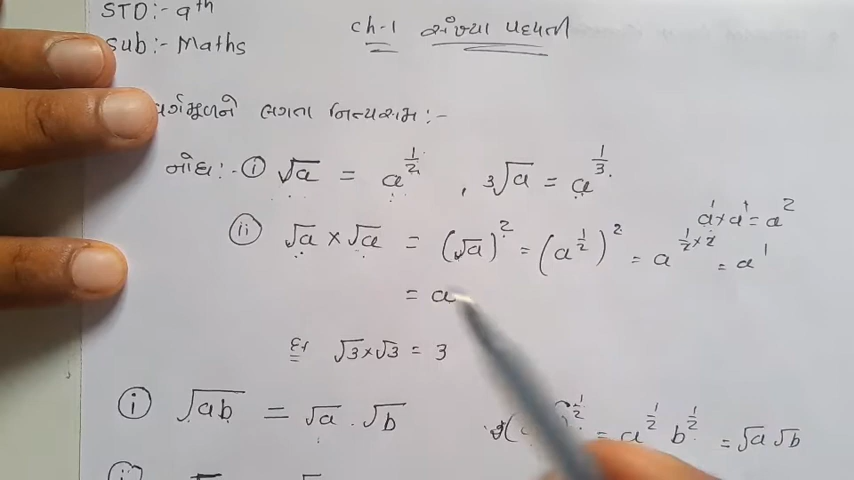 STD:- 9th
Sub:- Maths
ch-1 સંખ્યા પદ્ધતી
વર્ગમૂળને લગતા નિત્યસમ :-
નોંધ:- (i) √a = a^(1/2) , 3√a = a^(1/3).
a¹ × a¹ = a²
(ii) √a × √a = (√a)² = (a^(1/2))² = a^(1/2 × 2) = a¹
= a
દા.ત √3 × √3 = 3
(i) √ab = √a . √b
= a^(1/2) b^(1/2) = √a √b